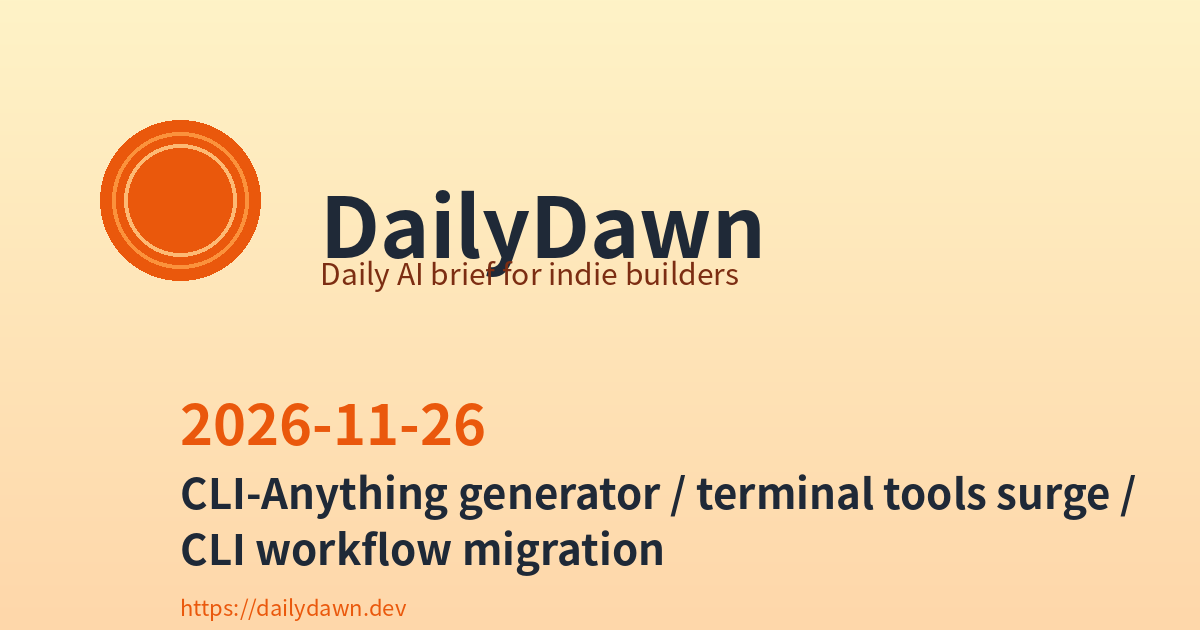 DailyDawn
Daily AI brief for indie builders
2026-11-26
CLI-Anything generator / terminal tools surge /
CLI workflow migration
https://dailydawn.dev